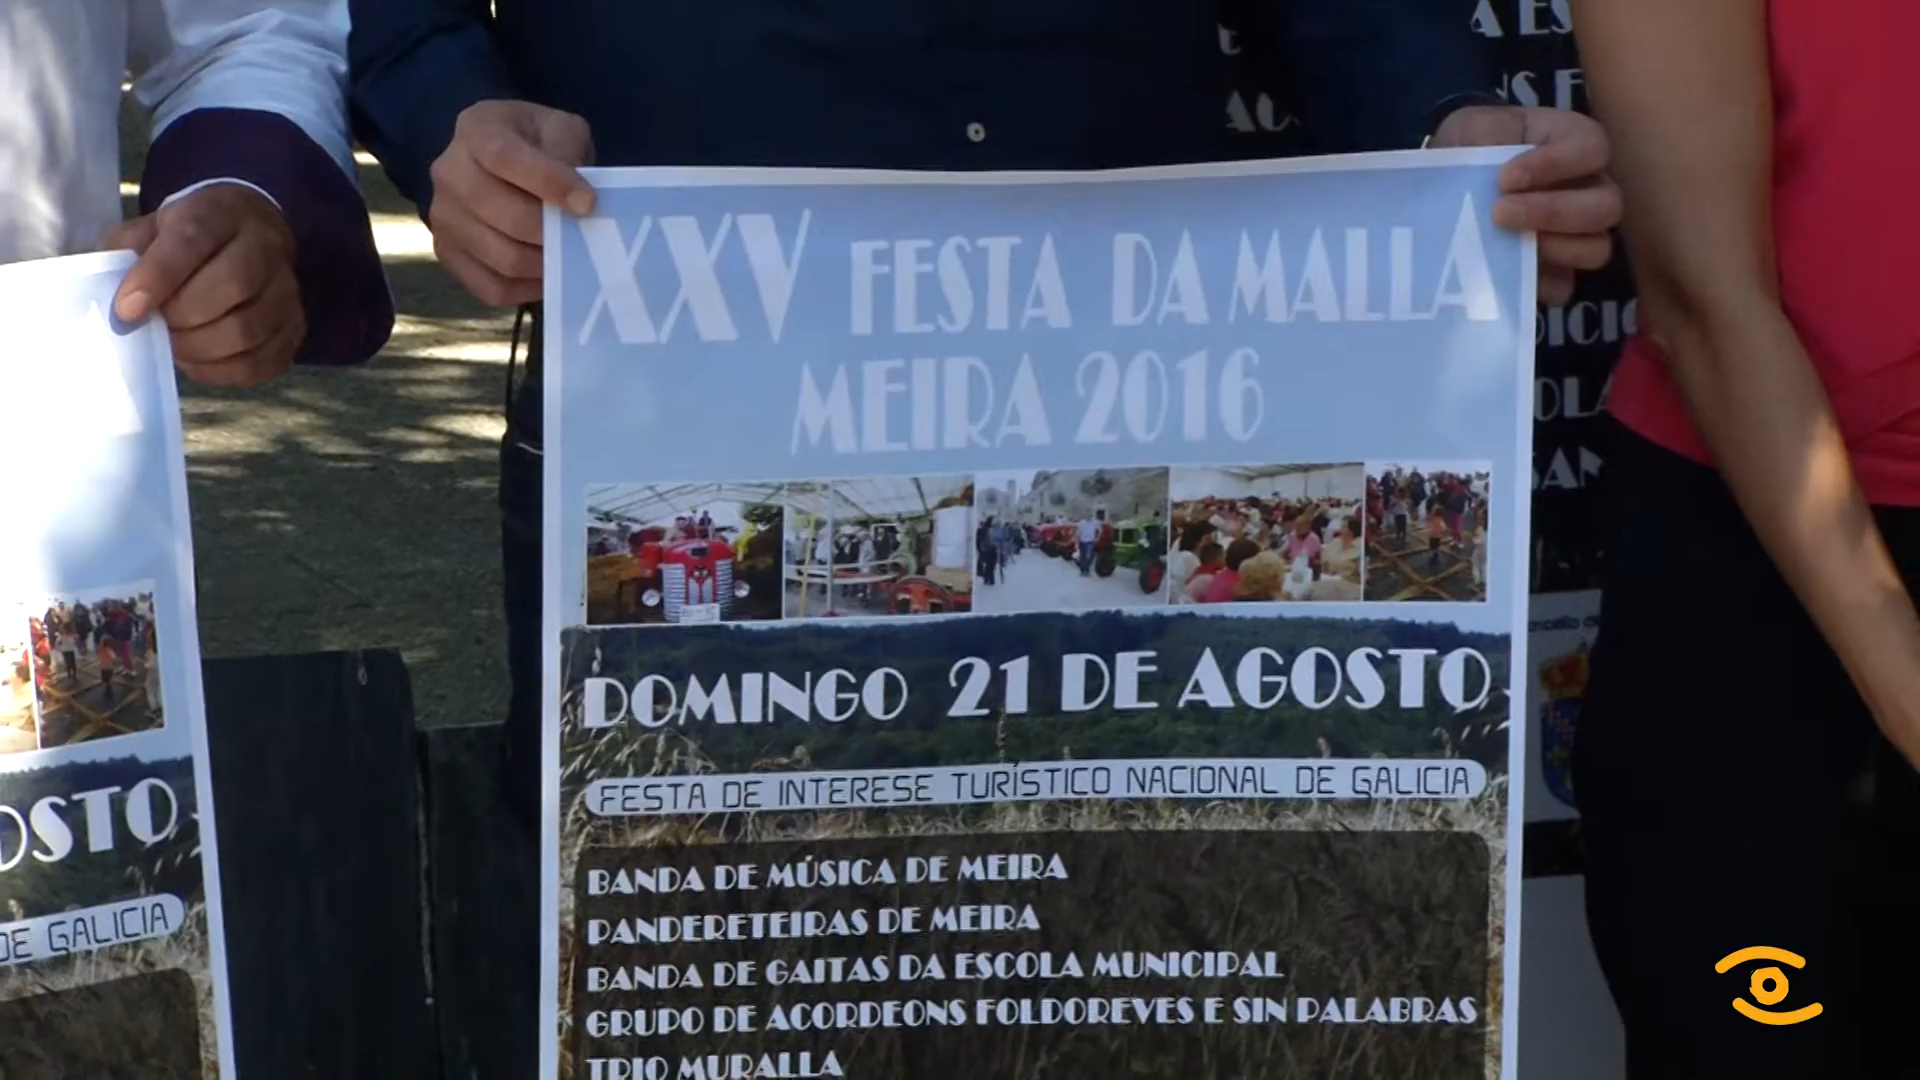 XXV FESTA DA MALLA
MEIRA 2016
DOMINGO 21 DE AGOSTO
FESTA DE INTERESE TURÍSTICO NACIONAL DE GALICIA
BANDA DE MÚSICA DE MEIRA
PANDERETEIRAS DE MEIRA
BANDA DE GAITAS DA ESCOLA MUNICIPAL
GRUPO DE ACORDEONS FOLDOREVES E SIN PALABRAS
TRIO MURALLA
OSTO
DE GALICIA